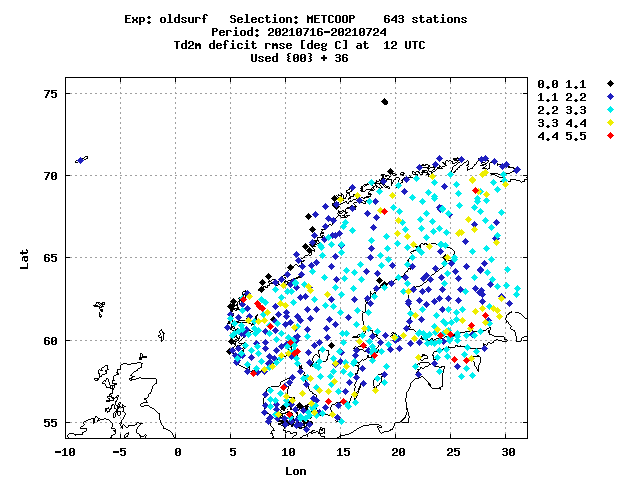 Exp: oldsurf   Selection: METCOOP    643 stations
Period: 20210716-20210724
Td2m deficit rmse [deg C] at  12 UTC
Used {00} + 36
0.0 1.1
1.1 2.2
2.2 3.3
3.3 4.4
4.4 5.5
75
70
65
60
55
Lat
-10 -5 0 5 10 15 20 25 30
Lon